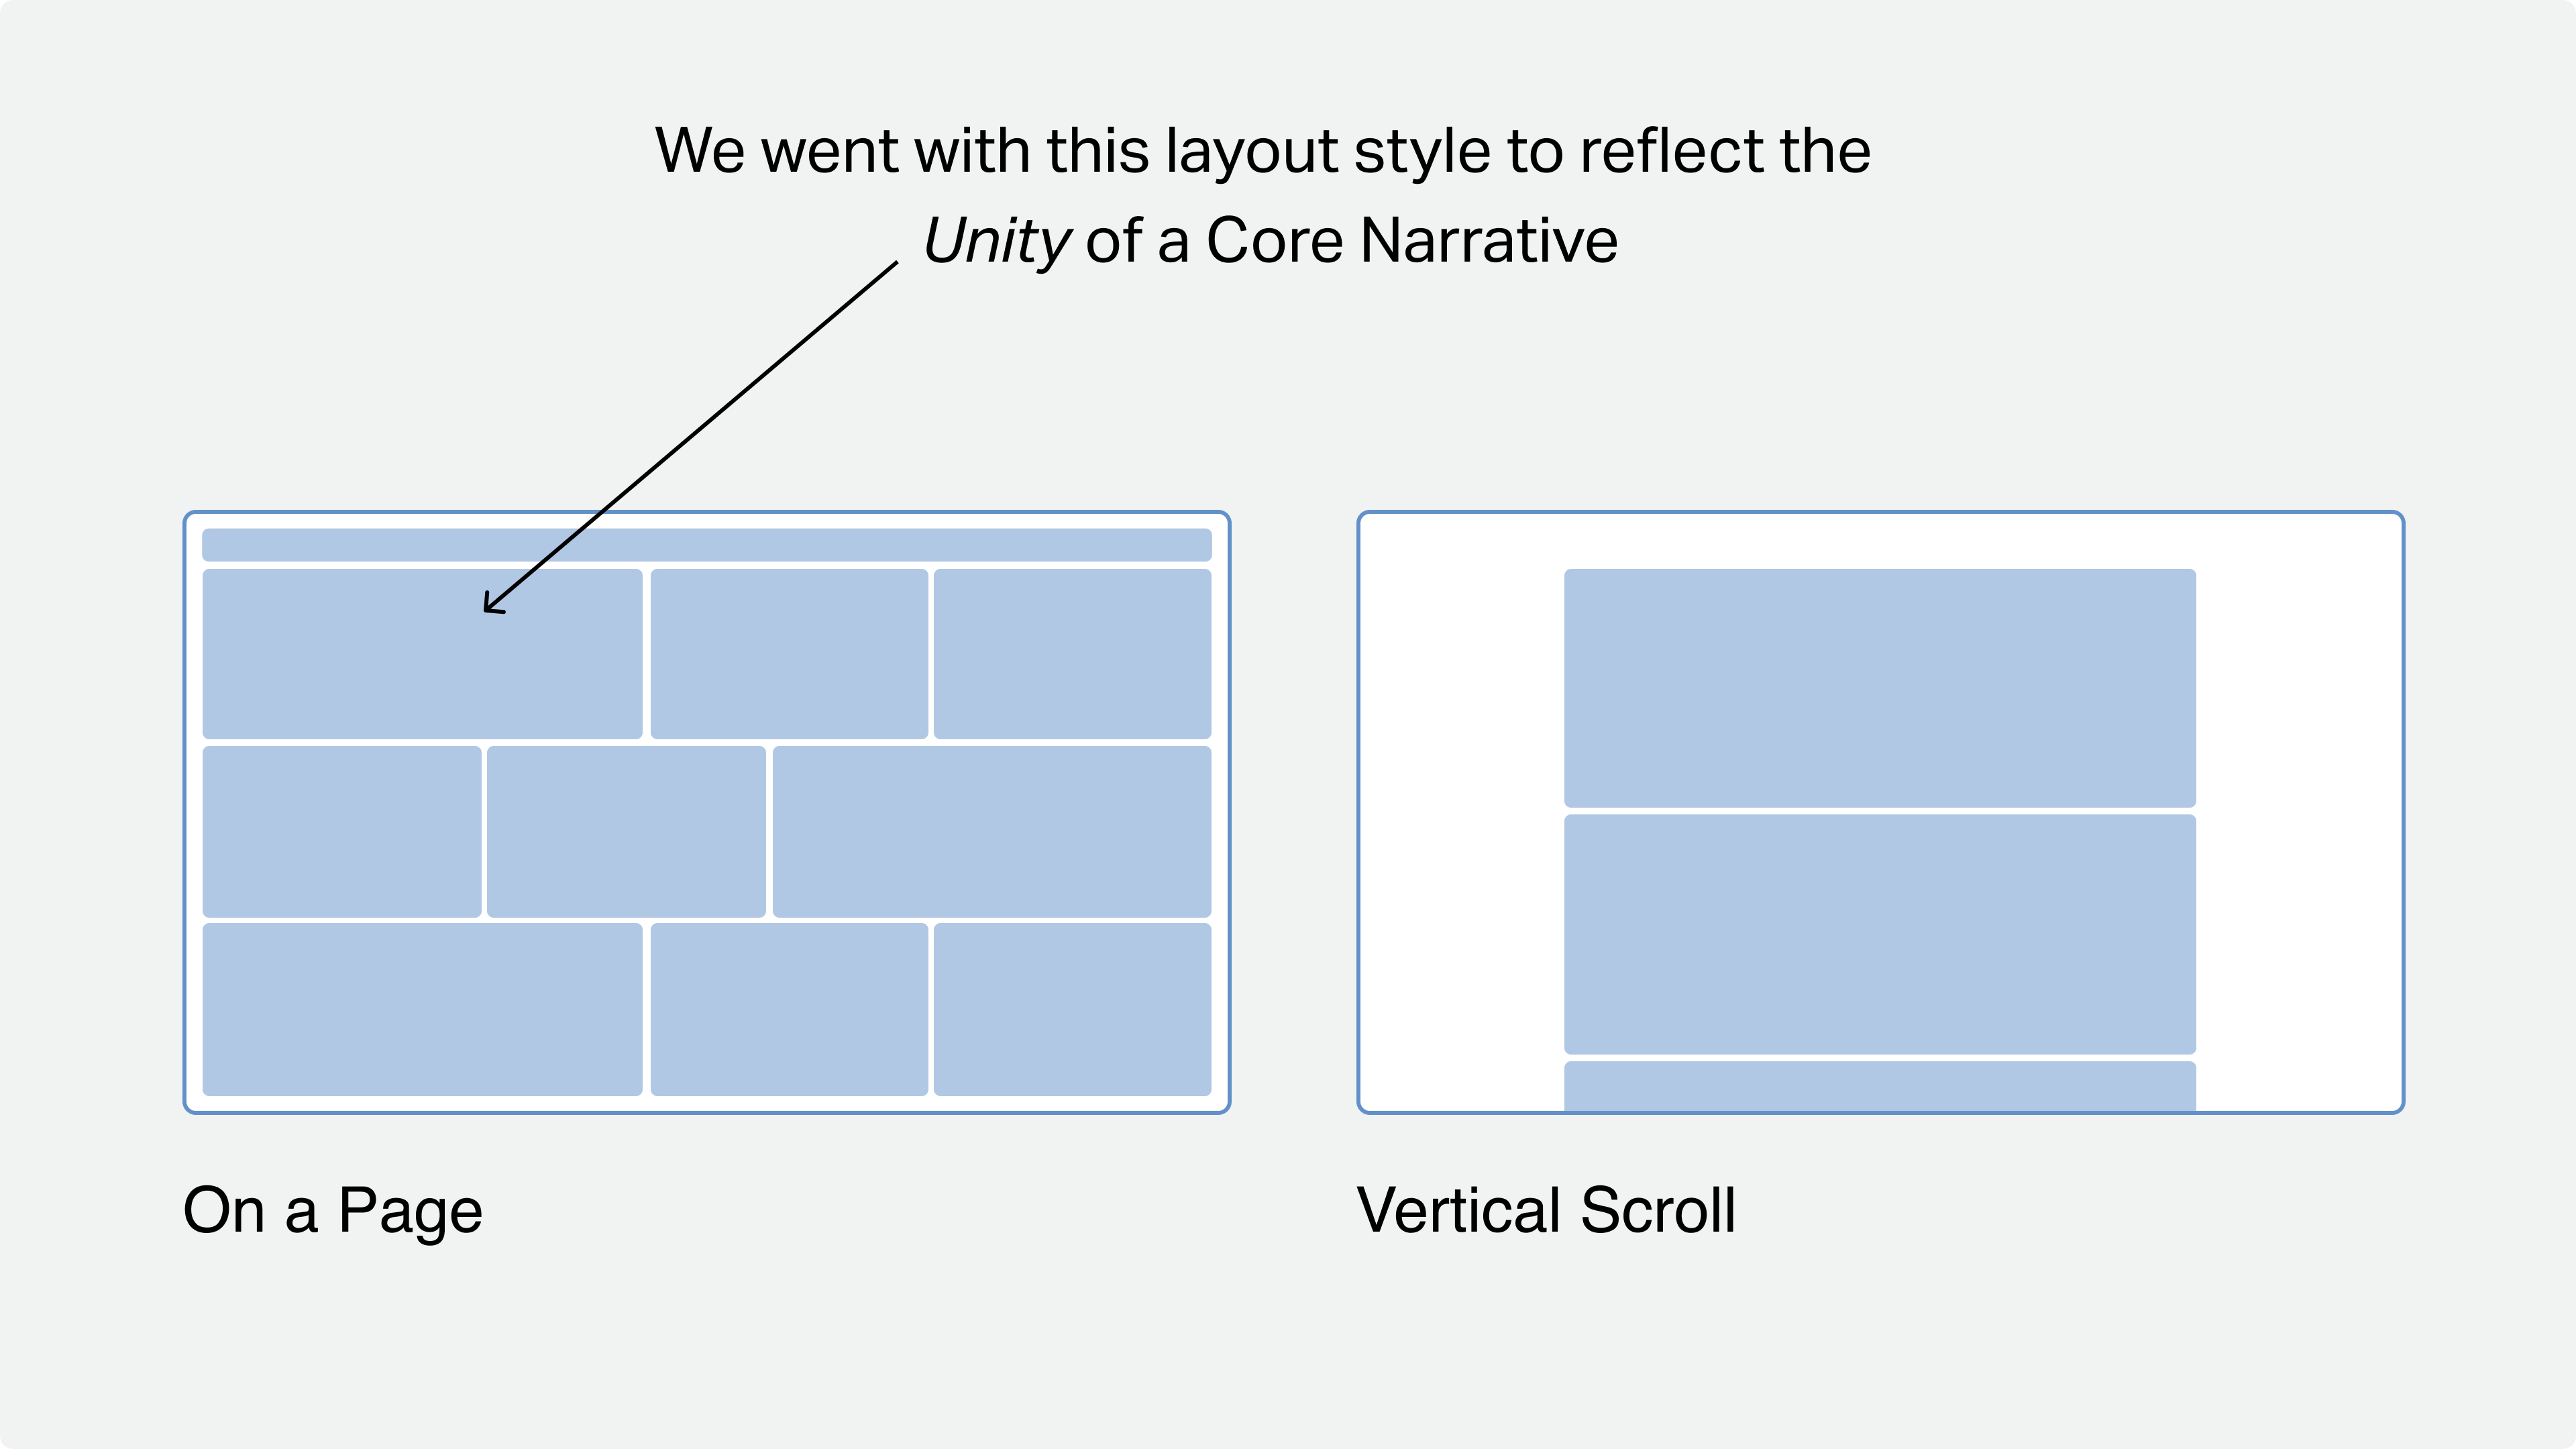 We went with this layout style to reflect the
Unity of a Core Narrative
On a Page
Vertical Scroll